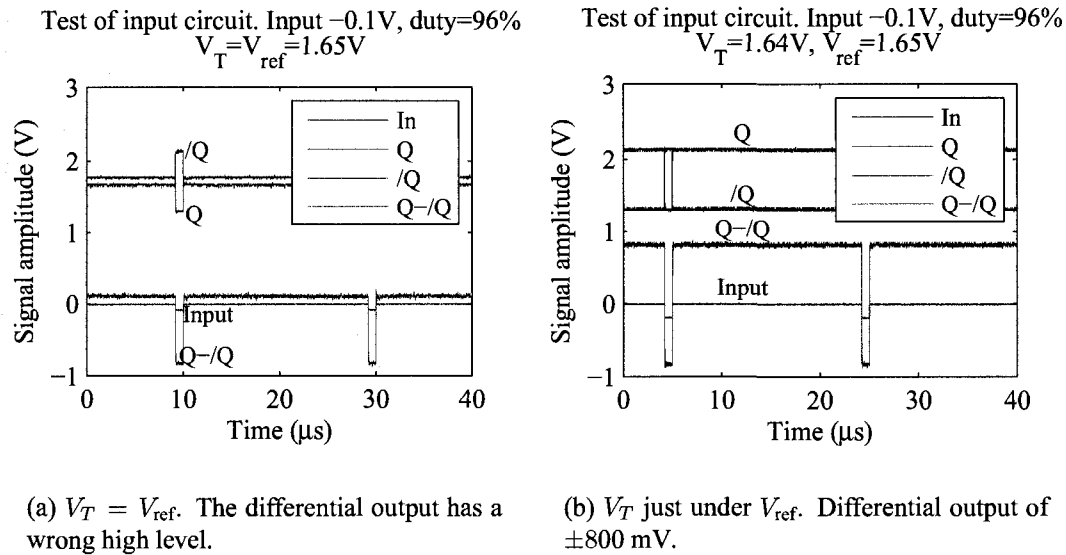 Test of input circuit. Input −0.1V, duty=96%
V_T=V_ref=1.65V
Signal amplitude (V)
3
2
1
0
−1
In
Q
/Q
Q−/Q
/Q
Q
Input
Q−/Q
0
10
20
30
40
Time (μs)
(a) V_T = V_ref. The differential output has a
wrong high level.
Test of input circuit. Input −0.1V, duty=96%
V_T=1.64V, V_ref=1.65V
Signal amplitude (V)
3
2
1
0
−1
In
Q
/Q
Q−/Q
Q
/Q
Q−/Q
Input
0
10
20
30
40
Time (μs)
(b) V_T just under V_ref. Differential output of
±800 mV.